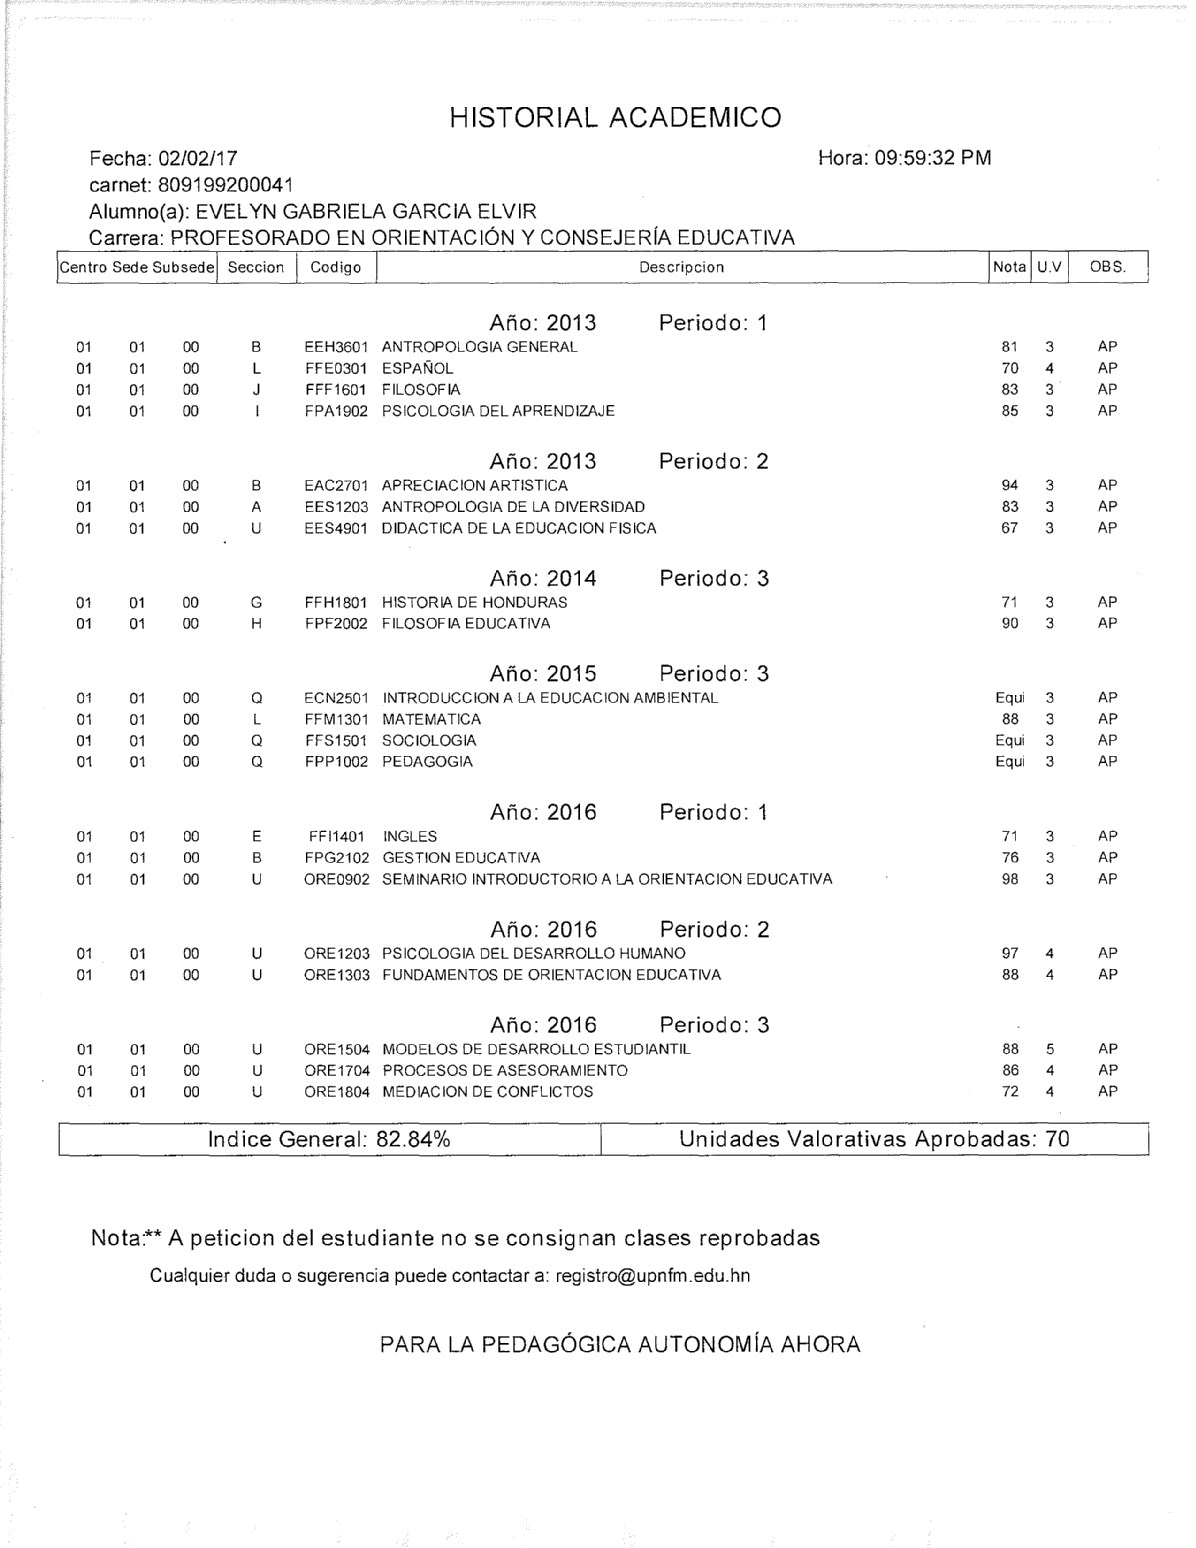 HISTORIAL ACADEMICO
Fecha: 02/02/17 Hora: 09:59:32 PM
carnet: 809199200041
Alumno(a): EVELYN GABRIELA GARCIA ELVIR
Carrera: PROFESORADO EN ORIENTACIÓN Y CONSEJERÍA EDUCATIVA
Centro Sede Subsede Seccion Codigo Descripcion Nota U.V OBS.
Año: 2013 Periodo: 1
01 01 00 B EEH3601 ANTROPOLOGIA GENERAL 81 3 AP
01 01 00 L FFE0301 ESPAÑOL 70 4 AP
01 01 00 J FFF1601 FILOSOFIA 83 3 AP
01 01 00 I FPA1902 PSICOLOGIA DEL APRENDIZAJE 85 3 AP
Año: 2013 Periodo: 2
01 01 00 B EAC2701 APRECIACION ARTISTICA 94 3 AP
01 01 00 A EES1203 ANTROPOLOGIA DE LA DIVERSIDAD 83 3 AP
01 01 00 U EES4901 DIDACTICA DE LA EDUCACION FISICA 67 3 AP
Año: 2014 Periodo: 3
01 01 00 G FFH1801 HISTORIA DE HONDURAS 71 3 AP
01 01 00 H FPF2002 FILOSOFIA EDUCATIVA 90 3 AP
Año: 2015 Periodo: 3
01 01 00 Q ECN2501 INTRODUCCION A LA EDUCACION AMBIENTAL Equi 3 AP
01 01 00 L FFM1301 MATEMATICA 88 3 AP
01 01 00 Q FFS1501 SOCIOLOGIA Equi 3 AP
01 01 00 Q FPP1002 PEDAGOGIA Equi 3 AP
Año: 2016 Periodo: 1
01 01 00 E FFI1401 INGLES 71 3 AP
01 01 00 B FPG2102 GESTION EDUCATIVA 76 3 AP
01 01 00 U ORE0902 SEMINARIO INTRODUCTORIO A LA ORIENTACION EDUCATIVA 98 3 AP
Año: 2016 Periodo: 2
01 01 00 U ORE1203 PSICOLOGIA DEL DESARROLLO HUMANO 97 4 AP
01 01 00 U ORE1303 FUNDAMENTOS DE ORIENTACION EDUCATIVA 88 4 AP
Año: 2016 Periodo: 3
01 01 00 U ORE1504 MODELOS DE DESARROLLO ESTUDIANTIL 88 5 AP
01 01 00 U ORE1704 PROCESOS DE ASESORAMIENTO 86 4 AP
01 01 00 U ORE1804 MEDIACION DE CONFLICTOS 72 4 AP
Indice General: 82.84% Unidades Valorativas Aprobadas: 70
Nota:** A peticion del estudiante no se consignan clases reprobadas
Cualquier duda o sugerencia puede contactar a: registro@upnfm.edu.hn
PARA LA PEDAGÓGICA AUTONOMÍA AHORA